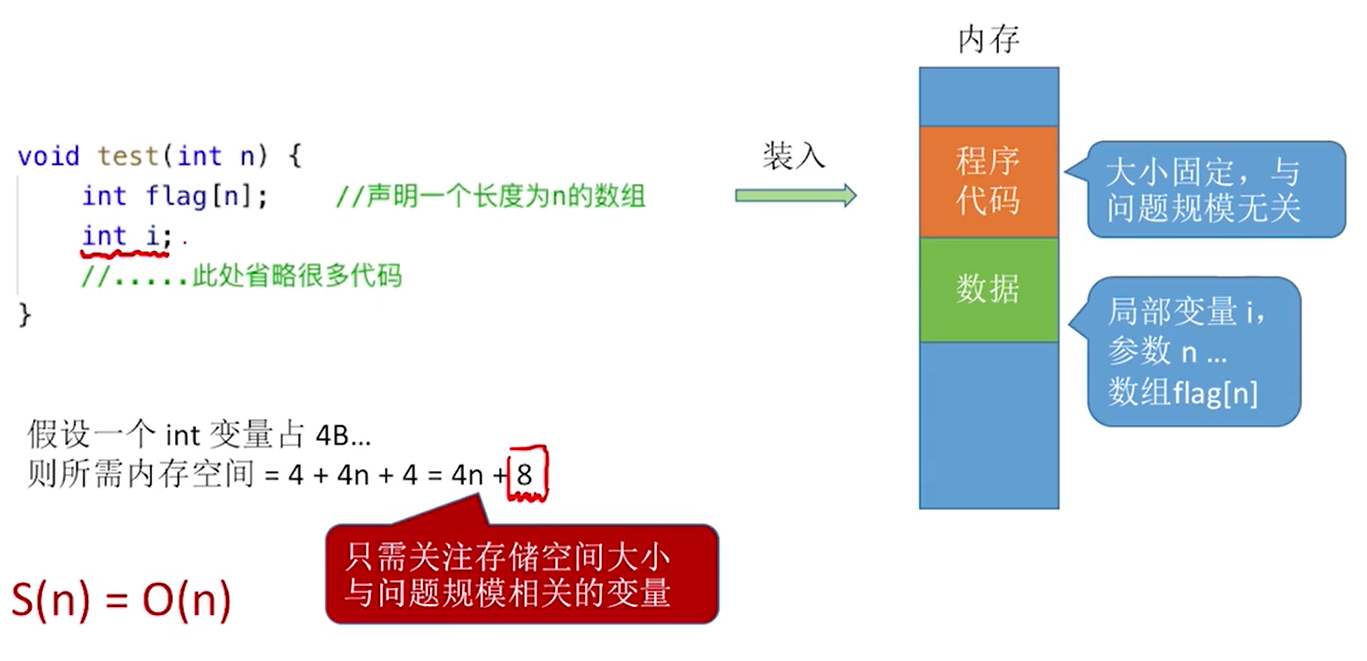 void test(int n) {
int flag[n]; //声明一个长度为n的数组
int i;
//.....此处省略很多代码
}
假设一个 int 变量占 4B...
则所需内存空间 = 4 + 4n + 4 = 4n + 8
只需关注存储空间大小
与问题规模相关的变量
S(n) = O(n)
装入
内存
程序
代码
数据
大小固定，与
问题规模无关
局部变量 i，
参数 n ...
数组flag[n]